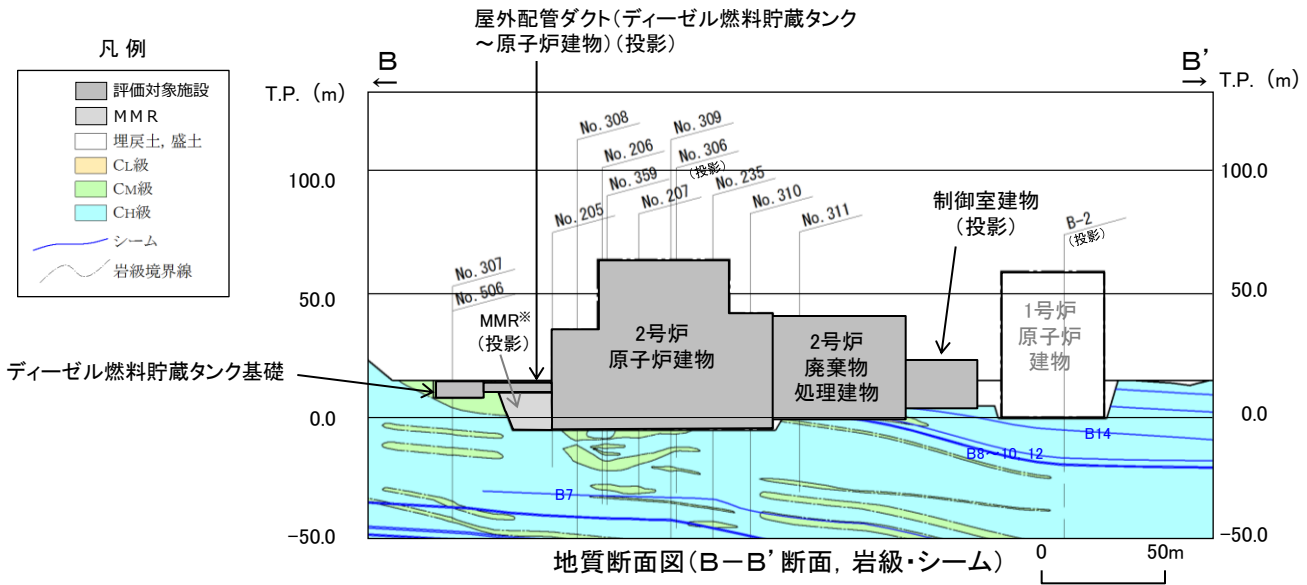 屋外配管ダクト(ディーゼル燃料貯蔵タンク
～原子炉建物)(投影)
凡 例
評価対象施設
MMR
埋戻土, 盛土
CL級
CM級
CH級
シーム
岩級境界線
B
B’
T.P. (m)
T.P. (m)
100.0
50.0
0.0
-50.0
100.0
50.0
0.0
-50.0
No. 308
No. 309
No. 206
No. 306
(投影)
No. 359
No. 235
No. 205
No. 207
No. 310
No. 311
No. 307
No. 506
B-2
(投影)
制御室建物
(投影)
MMR※
(投影)
2号炉
原子炉建物
2号炉
廃棄物
処理建物
1号炉
原子炉
建物
ディーゼル燃料貯蔵タンク基礎
B14
B8～10, 12
B7
地質断面図(B-B’断面, 岩級・シーム)
0
50m